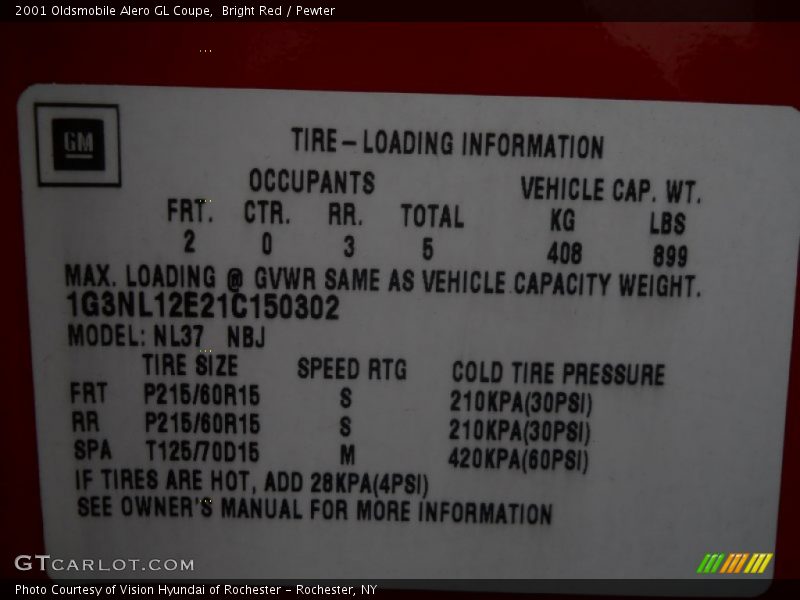 2001 Oldsmobile Alero GL Coupe,  Bright Red / Pewter
GM
TIRE-LOADING INFORMATION
OCCUPANTS VEHICLE CAP. WT.
FRT. CTR. RR. TOTAL KG LBS
2 0 3 5 408 899
MAX. LOADING @ GVWR SAME AS VEHICLE CAPACITY WEIGHT.
1G3NL12E21C150302
MODEL: NL37 NBJ
TIRE SIZE SPEED RTG COLD TIRE PRESSURE
FRT P215/60R15 S 210KPA(30PSI)
RR P215/60R15 S 210KPA(30PSI)
SPA T125/70D15 M 420KPA(60PSI)
IF TIRES ARE HOT, ADD 28KPA(4PSI)
SEE OWNER'S MANUAL FOR MORE INFORMATION
GTCARLOT.COM
Photo Courtesy of Vision Hyundai of Rochester - Rochester, NY